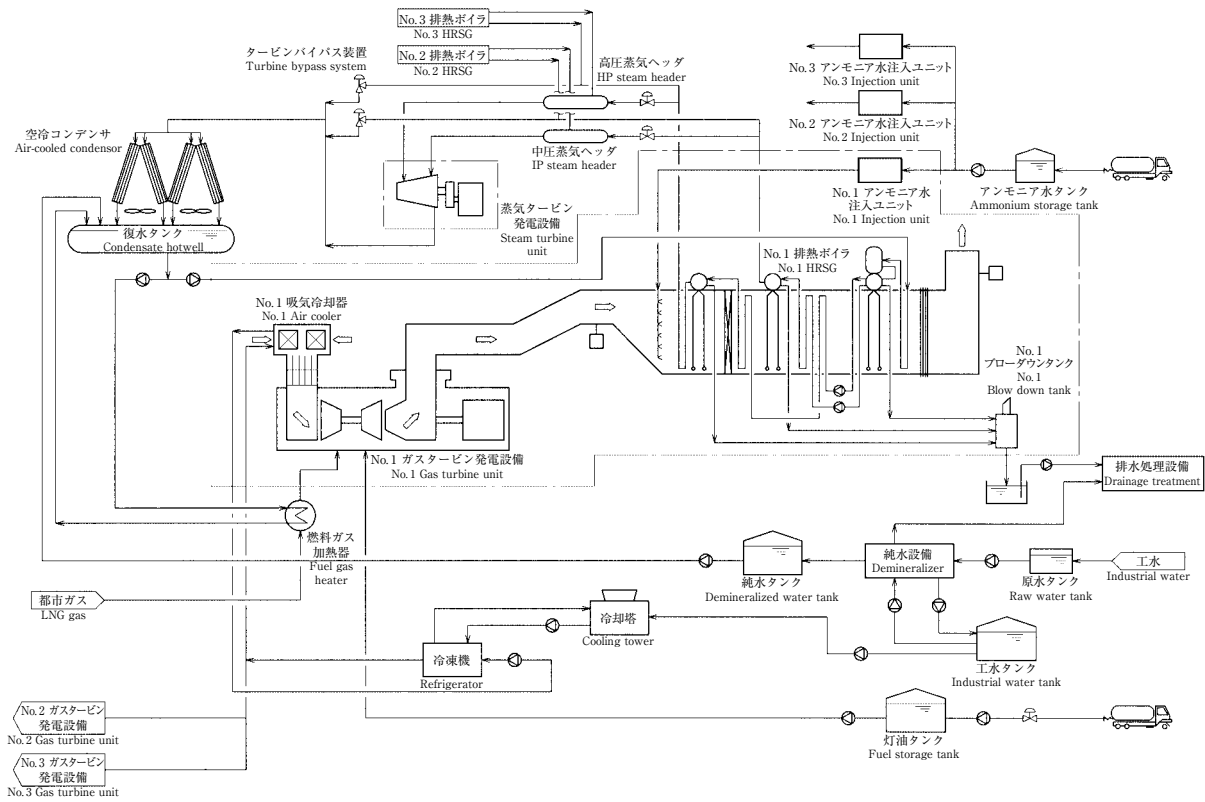 No.3 排熱ボイラ
No.3 HRSG
No.2 排熱ボイラ
No.2 HRSG
タービンバイパス装置
Turbine bypass system
高圧蒸気ヘッダ
HP steam header
中圧蒸気ヘッダ
IP steam header
No.3 アンモニア水注入ユニット
No.3 Injection unit
No.2 アンモニア水注入ユニット
No.2 Injection unit
No.1 アンモニア水
注入ユニット
No.1 Injection unit
アンモニア水タンク
Ammonium storage tank
空冷コンデンサ
Air-cooled condensor
復水タンク
Condensate hotwell
蒸気タービン
発電設備
Steam turbine
unit
No.1 排熱ボイラ
No.1 HRSG
No.1 吸気冷却器
No.1 Air cooler
No.1
ブローダウンタンク
No.1
Blow down tank
No.1 ガスタービン発電設備
No.1 Gas turbine unit
排水処理設備
Drainage treatment
燃料ガス
加熱器
Fuel gas
heater
純水タンク
Demineralized water tank
純水設備
Demineralizer
原水タンク
Raw water tank
工水
Industrial water
都市ガス
LNG gas
冷却塔
Cooling tower
冷凍機
Refrigerator
工水タンク
Industrial water tank
No.2 ガスタービン
発電設備
No.2 Gas turbine unit
灯油タンク
Fuel storage tank
No.3 ガスタービン
発電設備
No.3 Gas turbine unit